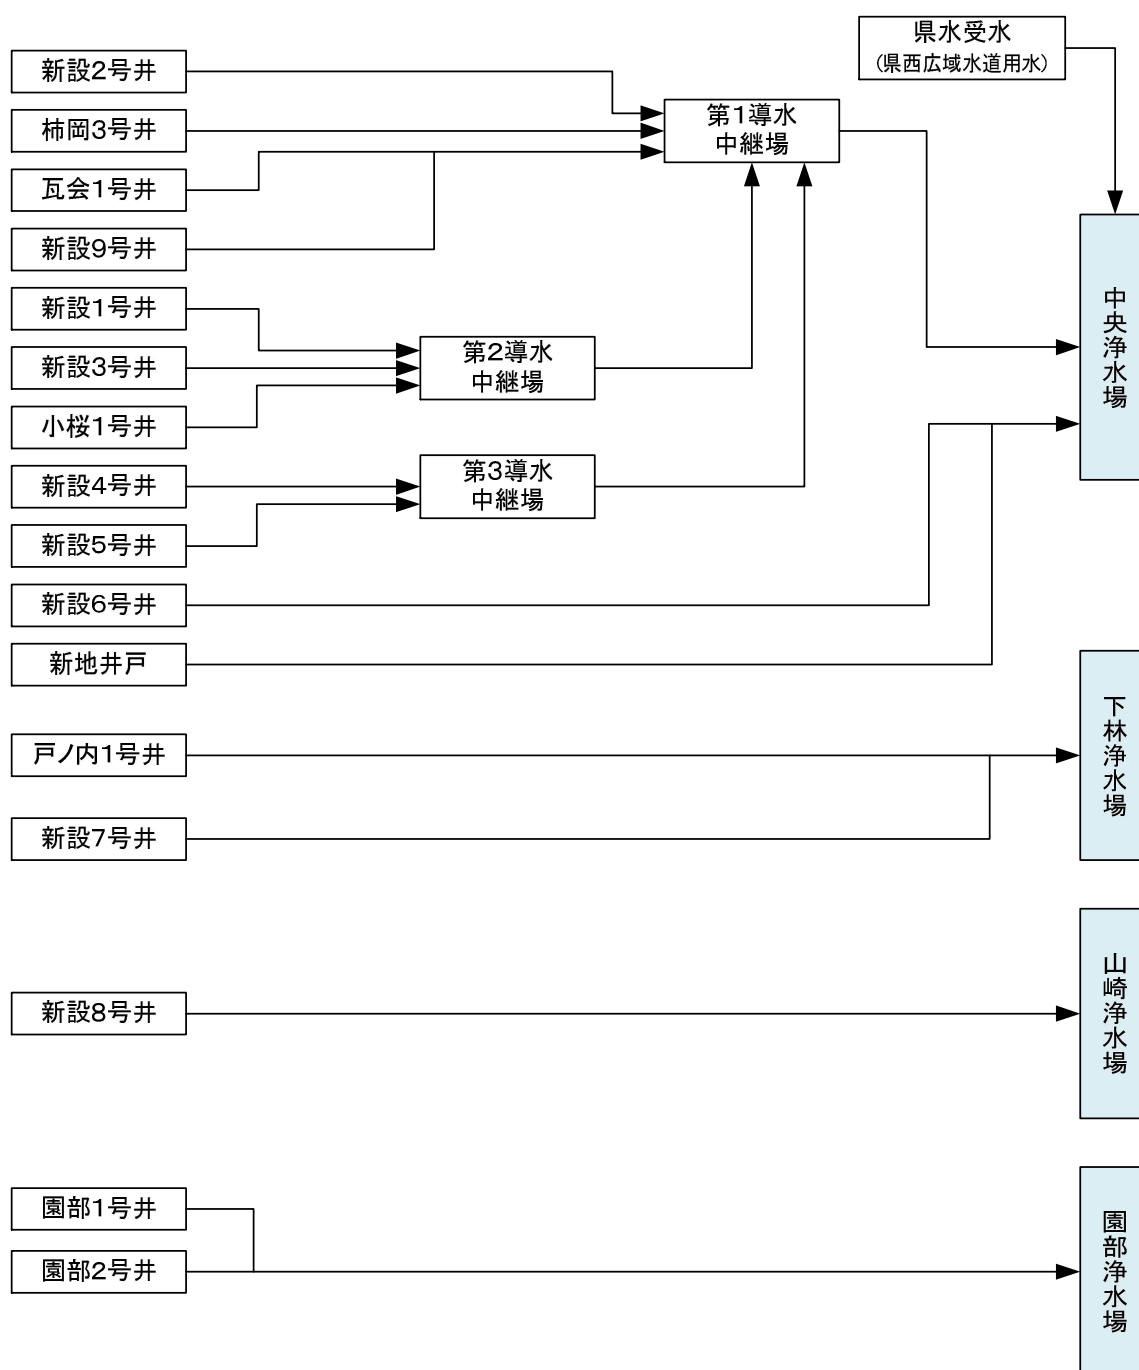 県水受水
(県西広域水道用水)
新設2号井
柿岡3号井
瓦会1号井
新設9号井
新設1号井
新設3号井
小桜1号井
新設4号井
新設5号井
新設6号井
新地井戸
戸ノ内1号井
新設7号井
新設8号井
園部1号井
園部2号井
第1導水
中継場
第2導水
中継場
第3導水
中継場
中央浄水場
下林浄水場
山崎浄水場
園部浄水場